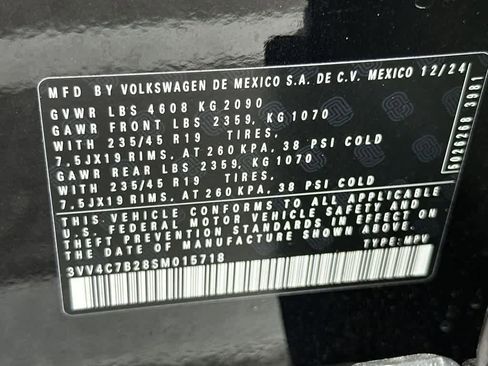 MFD BY VOLKSWAGEN DE MEXICO S.A. DE C.V. MEXICO 12/24
GVWR LBS 4608 KG 2090
GAWR FRONT LBS 2359, KG 1070
WITH 235/45 R19 TIRES,
7,5JX19 RIMS, AT 260 KPA, 38 PSI COLD
GAWR REAR LBS 2359, KG 1070
WITH 235/45 R19 TIRES,
7,5JX19 RIMS, AT 260 KPA, 38 PSI COLD
THIS VEHICLE CONFORMS TO ALL APPLICABLE
U.S. FEDERAL MOTOR VEHICLE SAFETY AND
THEFT PREVENTION STANDARDS IN EFFECT ON
THE DATE OF MANUFACTURE SHOWN ABOVE.
TYPE: MPV
3VV4C7B28SM015718